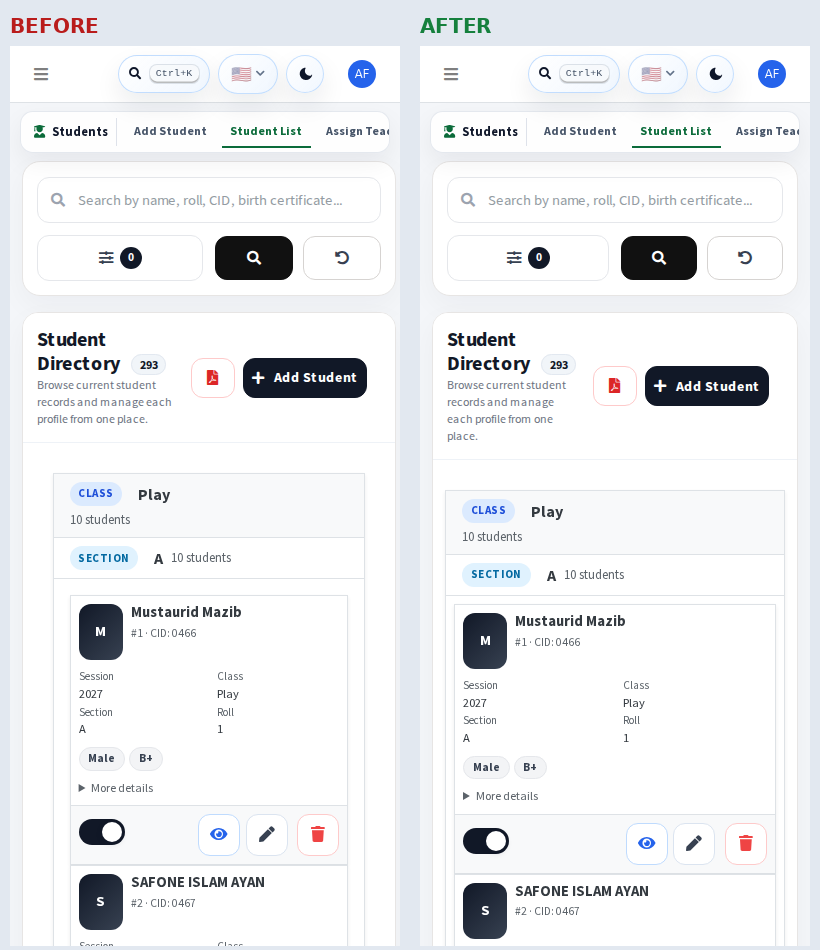 BEFORE
Ctrl+K
AF
Students
Add Student
Student List
Assign Teac
Search by name, roll, CID, birth certificate...
0
Student
Directory 293
Browse current student
records and manage each
profile from one place.
Add Student
CLASS Play
10 students
SECTION A 10 students
M
Mustaurid Mazib
#1 · CID: 0466
Session Class
2027 Play
Section Roll
A 1
Male B+
More details
S
SAFONE ISLAM AYAN
#2 · CID: 0467
Session Class
AFTER
Ctrl+K
AF
Students
Add Student
Student List
Assign Teac
Search by name, roll, CID, birth certificate...
0
Student
Directory 293
Browse current student
records and manage
each profile from one
place.
Add Student
CLASS Play
10 students
SECTION A 10 students
M
Mustaurid Mazib
#1 · CID: 0466
Session Class
2027 Play
Section Roll
A 1
Male B+
More details
S
SAFONE ISLAM AYAN
#2 · CID: 0467